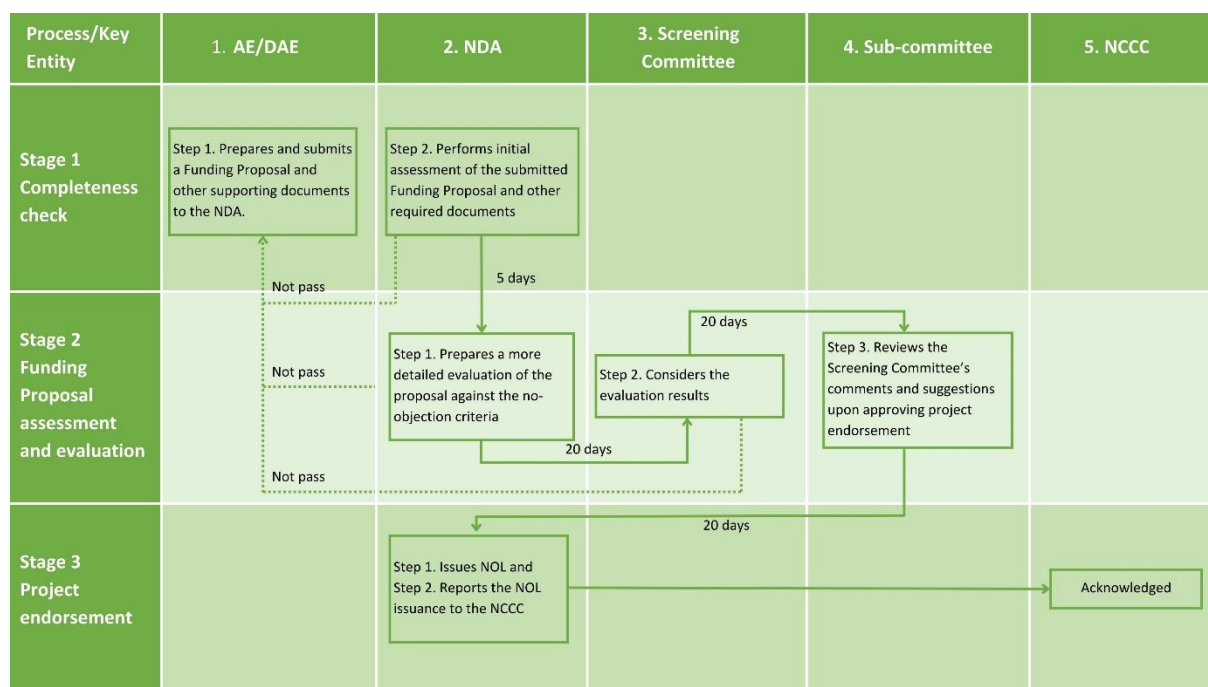 Process/Key
Entity
1. AE/DAE
2. NDA
3. Screening
Committee
4. Sub-committee
5. NCCC
Stage 1
Completeness
check
Step 1. Prepares and submits
a Funding Proposal and
other supporting documents
to the NDA.
Step 2. Performs initial
assessment of the submitted
Funding Proposal and other
required documents
Not pass
5 days
Stage 2
Funding
Proposal
assessment
and evaluation
Not pass
Step 1. Prepares a more
detailed evaluation of the
proposal against the no-
objection criteria
20 days
Step 2. Considers the
evaluation results
20 days
Step 3. Reviews the
Screening Committee’s
comments and suggestions
upon approving project
endorsement
Not pass
20 days
Stage 3
Project
endorsement
Step 1. Issues NOL and
Step 2. Reports the NOL
issuance to the NCCC
Acknowledged